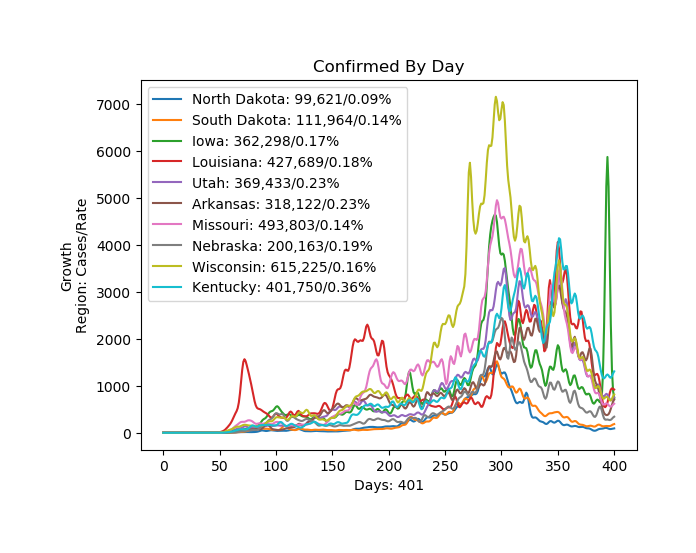 Confirmed By Day
North Dakota: 99,621/0.09%
South Dakota: 111,964/0.14%
Iowa: 362,298/0.17%
Louisiana: 427,689/0.18%
Utah: 369,433/0.23%
Arkansas: 318,122/0.23%
Missouri: 493,803/0.14%
Nebraska: 200,163/0.19%
Wisconsin: 615,225/0.16%
Kentucky: 401,750/0.36%
Growth
Region: Cases/Rate
7000
6000
5000
4000
3000
2000
1000
0
0 50 100 150 200 250 300 350 400
Days: 401